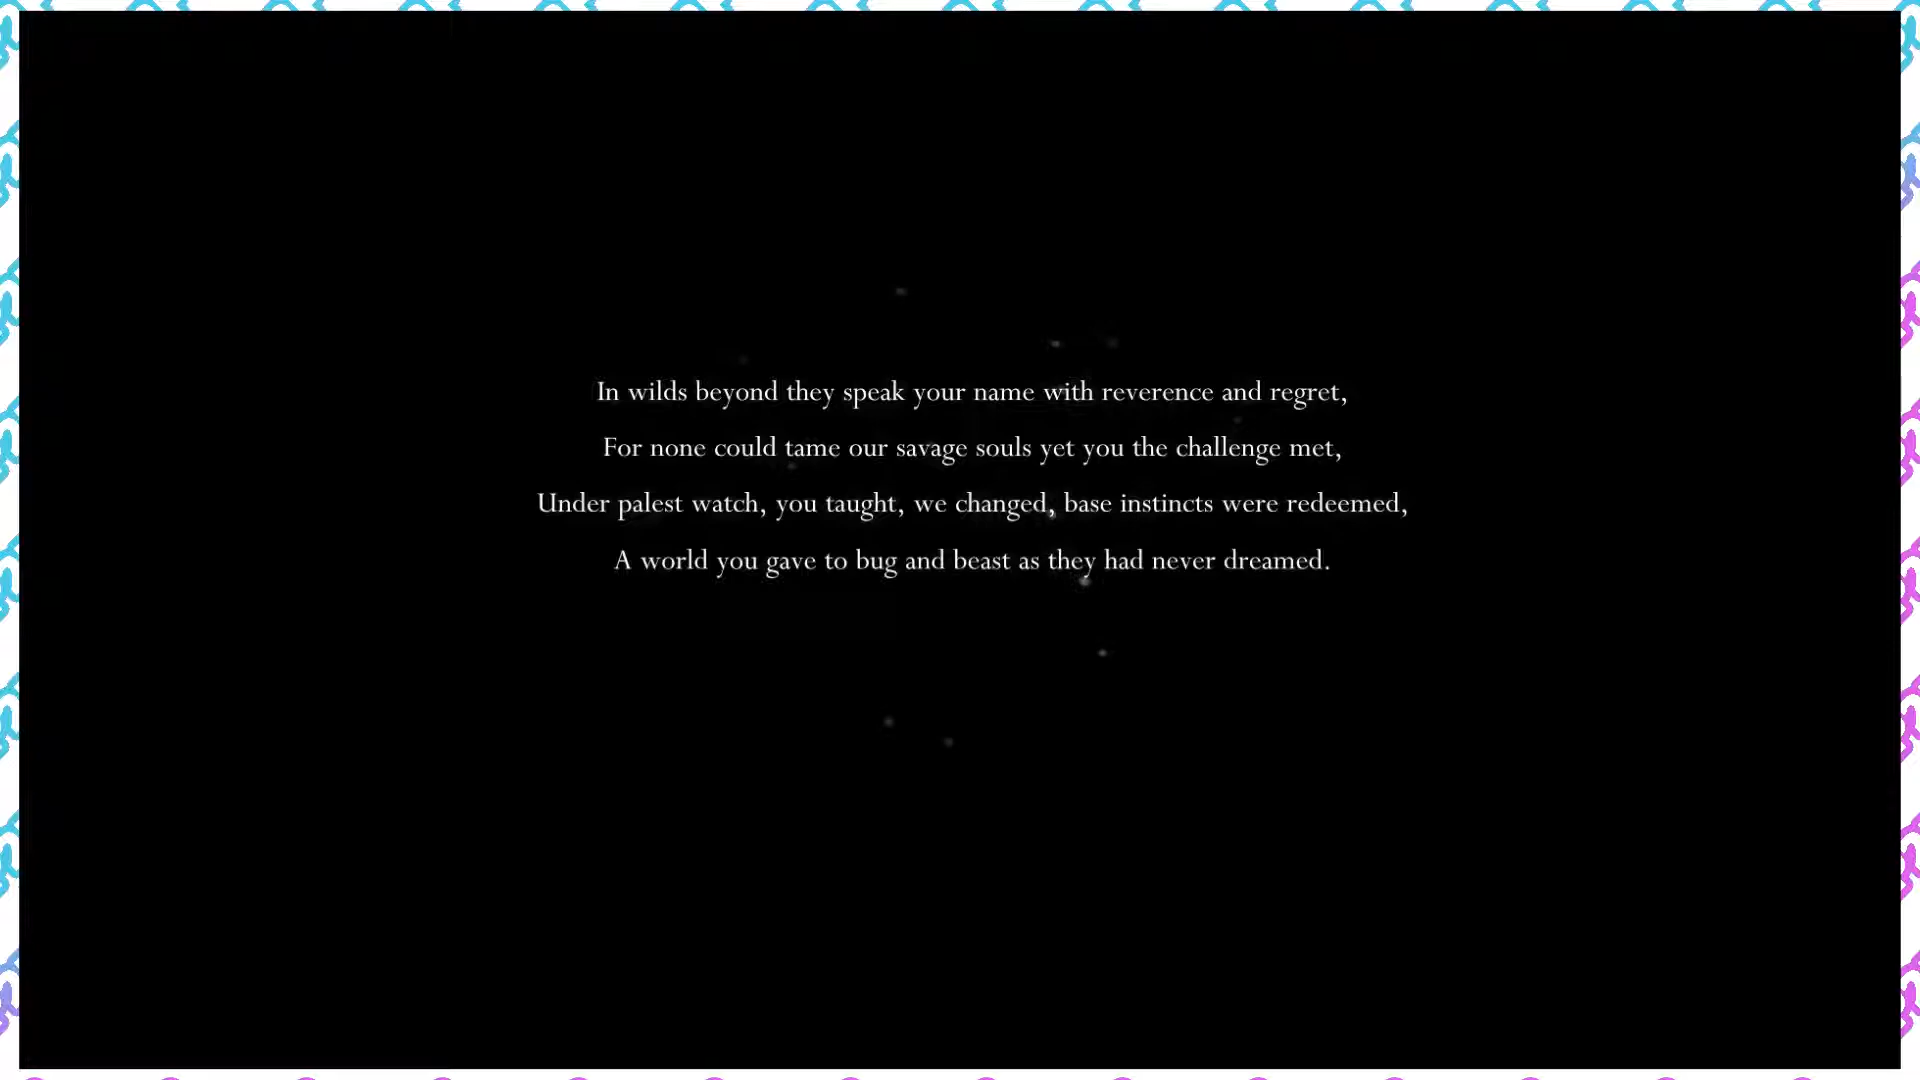 In wilds beyond they speak your name with reverence and regret,
For none could tame our savage souls yet you the challenge met,
Under palest watch, you taught, we changed, base instincts were redeemed,
A world you gave to bug and beast as they had never dreamed.